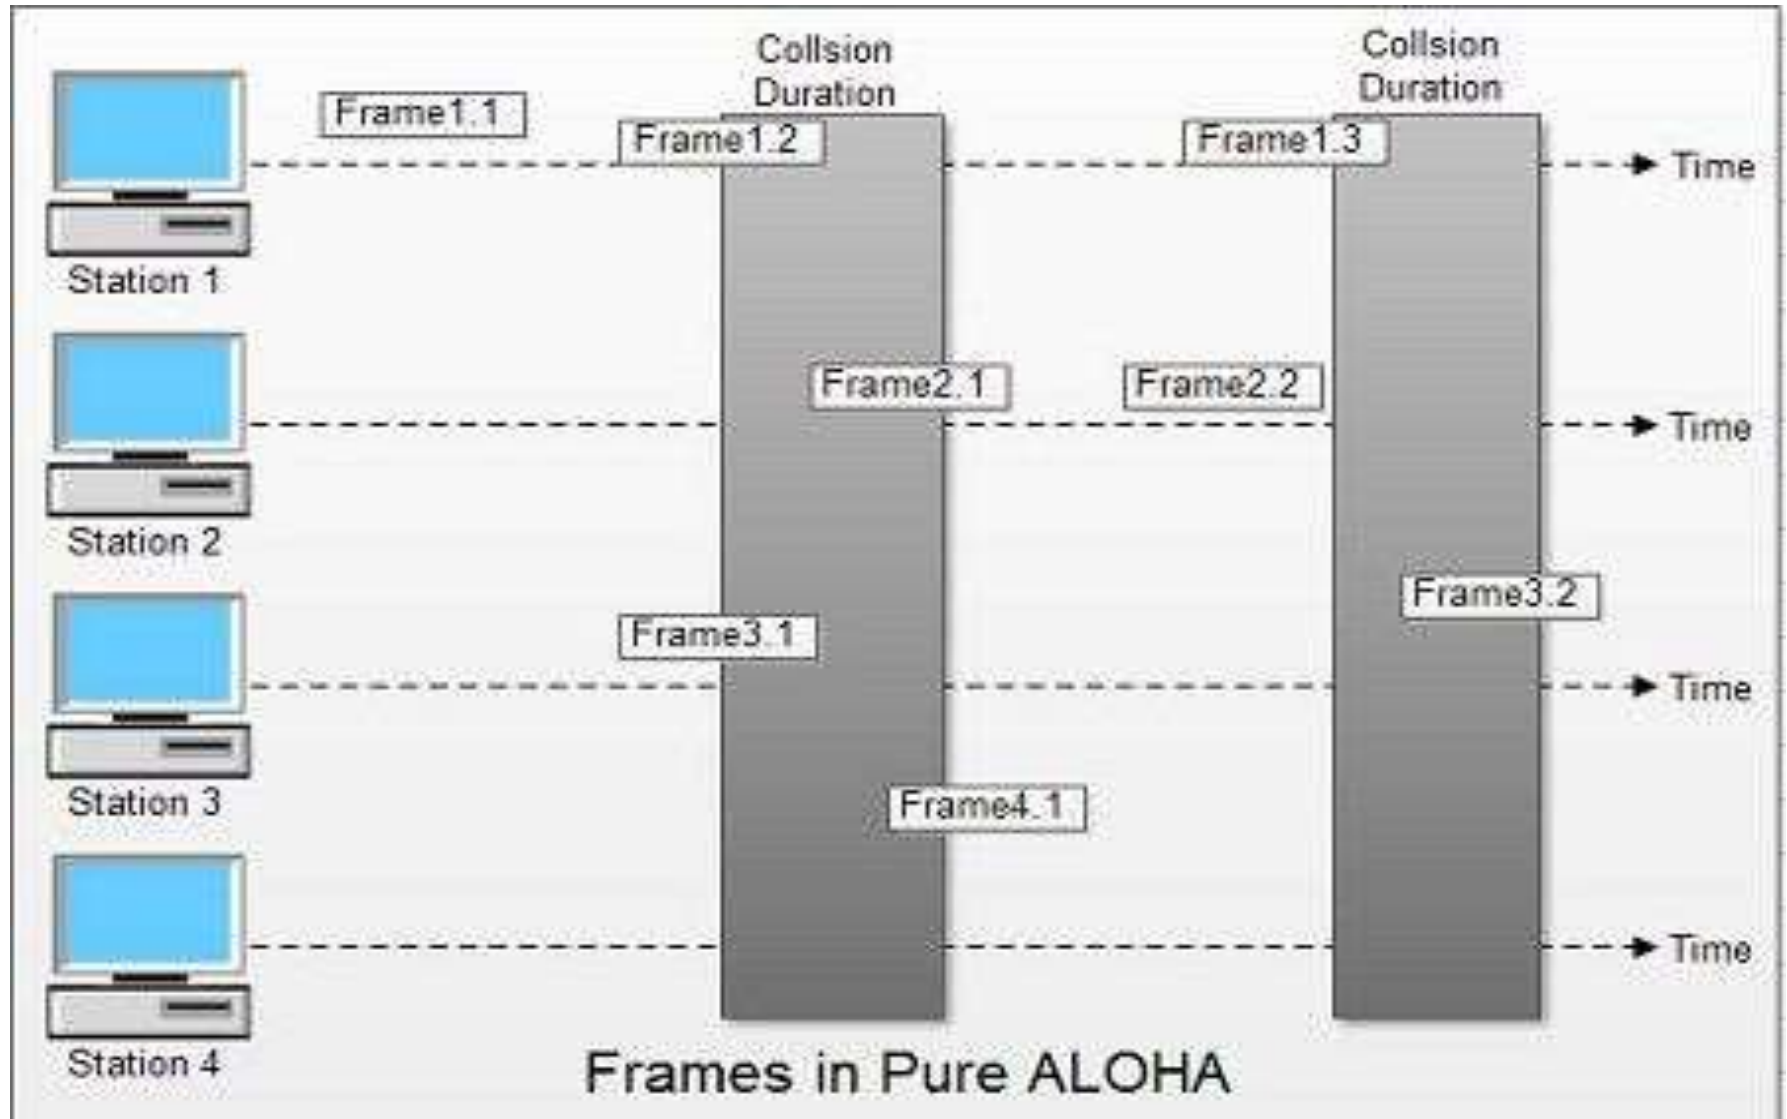 Collsion
Duration
Collsion
Duration
Frame1.1
Frame1.2
Frame1.3
Time
Station 1
Frame2.1
Frame2.2
Time
Station 2
Frame3.2
Frame3.1
Time
Station 3
Frame4.1
Time
Station 4
Frames in Pure ALOHA